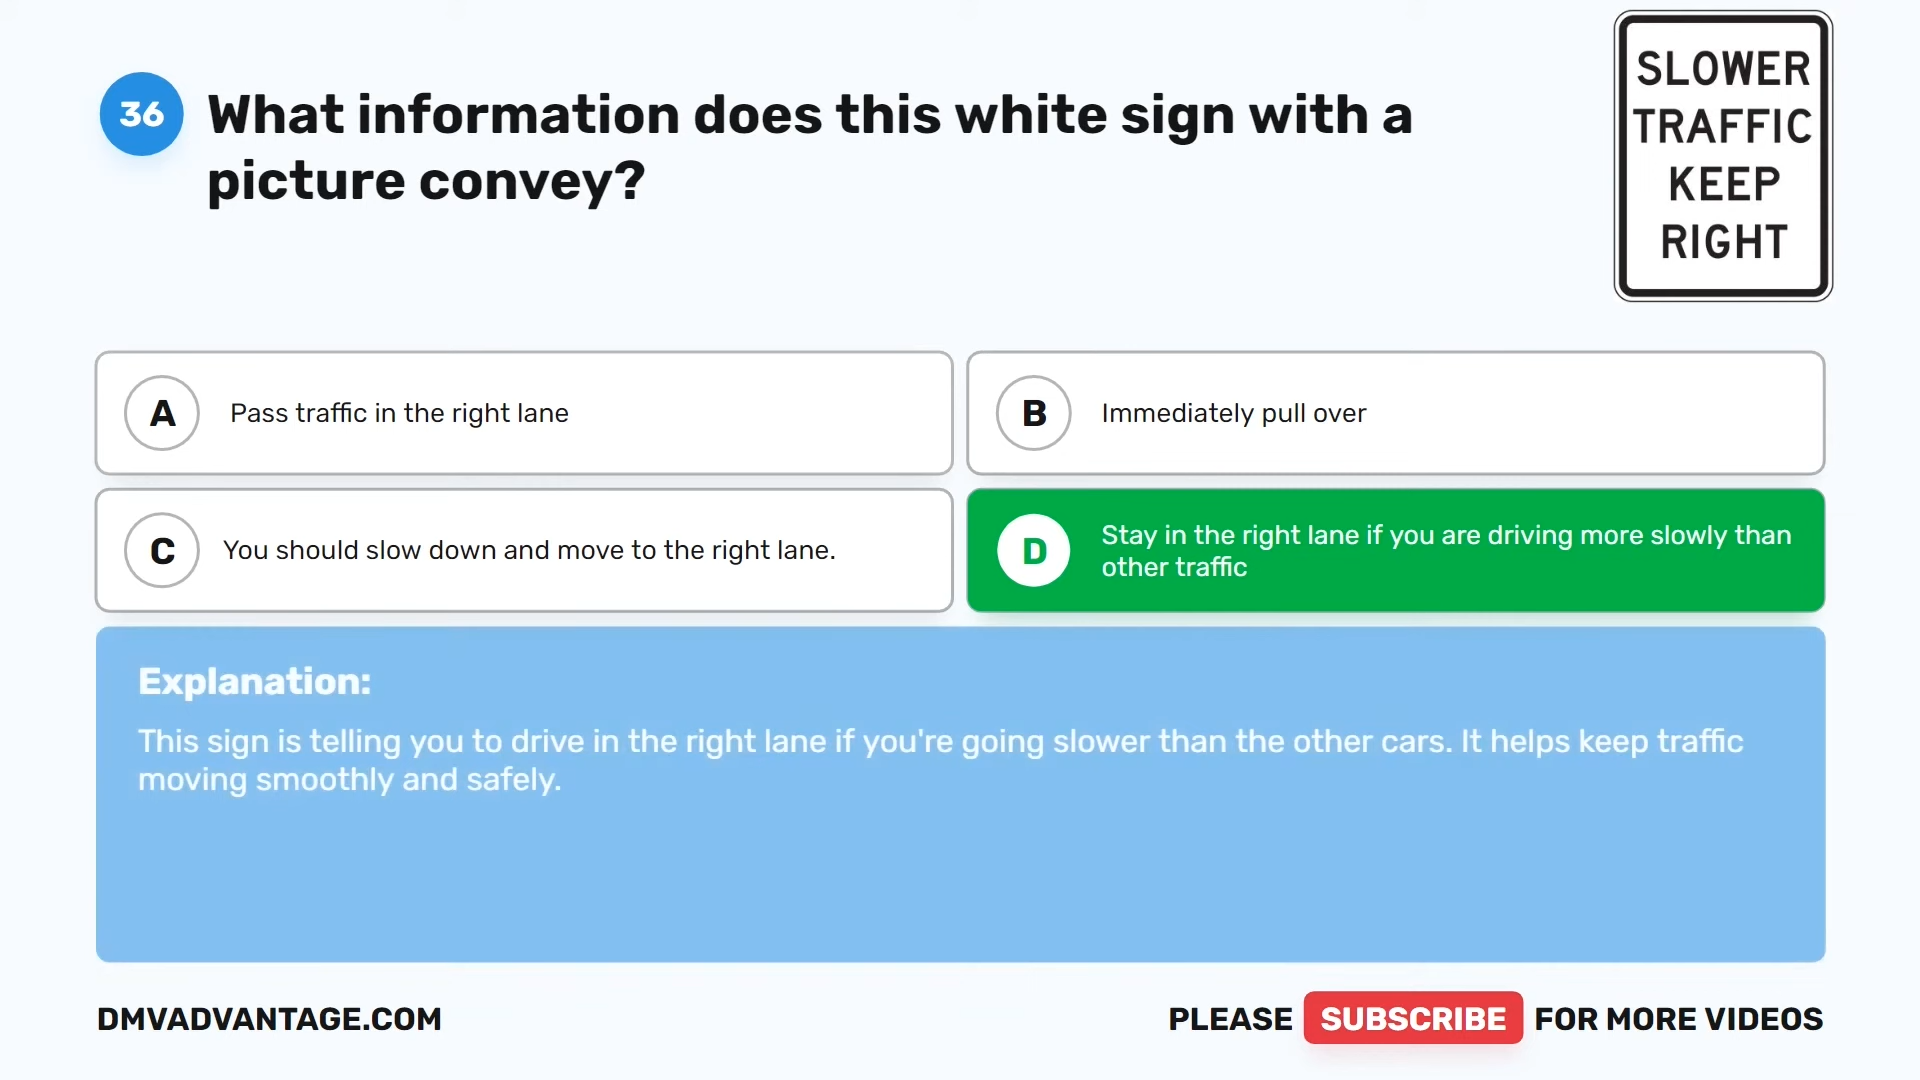 36
What information does this white sign with a
picture convey?
SLOWER
TRAFFIC
KEEP
RIGHT
A
Pass traffic in the right lane
B
Immediately pull over
C
You should slow down and move to the right lane.
D
Stay in the right lane if you are driving more slowly than
other traffic
Explanation:
This sign is telling you to drive in the right lane if you're going slower than the other cars. It helps keep traffic
moving smoothly and safely.
DMVADVANTAGE.COM
PLEASE SUBSCRIBE FOR MORE VIDEOS